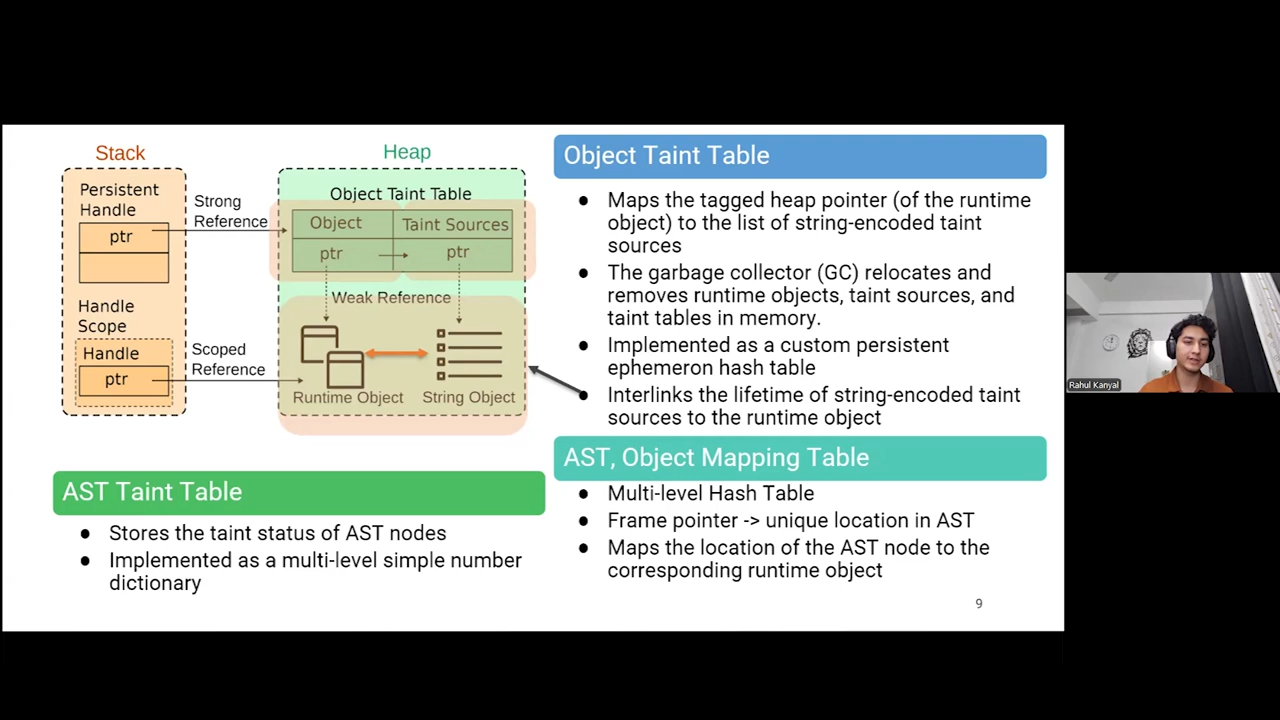 Stack
Heap
Persistent
Handle
ptr
Strong
Reference
Object Taint Table
Object
Taint Sources
ptr
ptr
Weak Reference
Handle
Scope
Handle
ptr
Scoped
Reference
Runtime Object
String Object
AST Taint Table
● Stores the taint status of AST nodes
● Implemented as a multi-level simple number
dictionary
Object Taint Table
● Maps the tagged heap pointer (of the runtime
object) to the list of string-encoded taint
sources
● The garbage collector (GC) relocates and
removes runtime objects, taint sources, and
taint tables in memory.
● Implemented as a custom persistent
ephemeron hash table
● Interlinks the lifetime of string-encoded taint
sources to the runtime object
AST, Object Mapping Table
● Multi-level Hash Table
● Frame pointer -> unique location in AST
● Maps the location of the AST node to the
corresponding runtime object
9
Rahul Kanyal